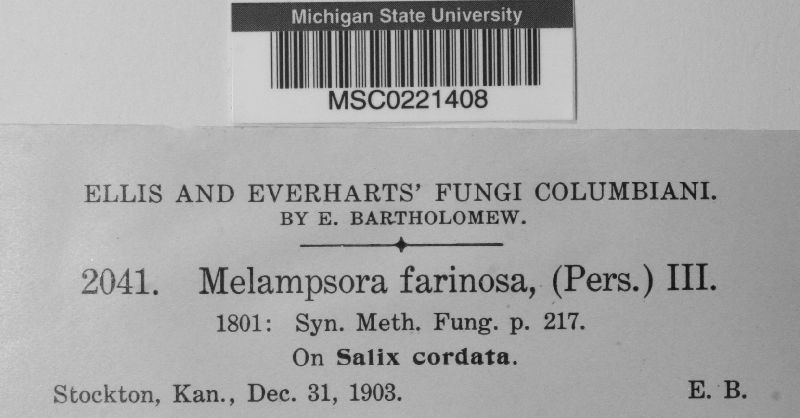 Michigan State University
MSC0221408
ELLIS AND EVERHARTS' FUNGI COLUMBIANI.
BY E. BARTHOLOMEW.
2041. Melampsora farinosa, (Pers.) III.
1801: Syn. Meth. Fung. p. 217.
On Salix cordata.
Stockton, Kan., Dec. 31, 1903. E. B.